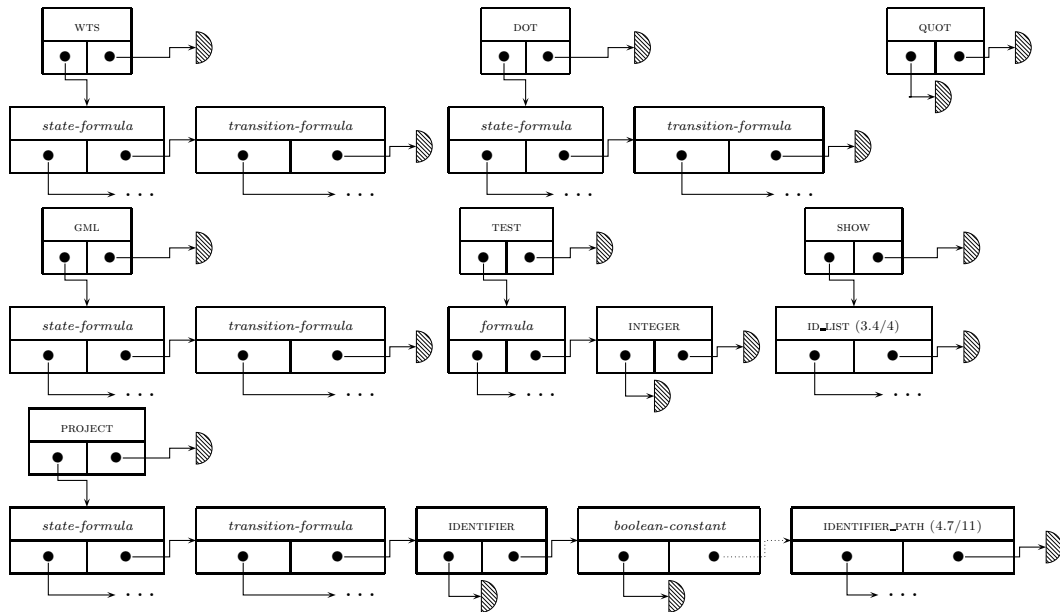 WTS DOT QUOT
state-formula transition-formula state-formula transition-formula
· · · · · · · · · · · ·
GML TEST SHOW
state-formula transition-formula formula INTEGER ID_LIST (3.4/4)
· · · · · · · · · · · ·
PROJECT
state-formula transition-formula IDENTIFIER boolean-constant IDENTIFIER_PATH (4.7/11)
· · · · · · · · ·